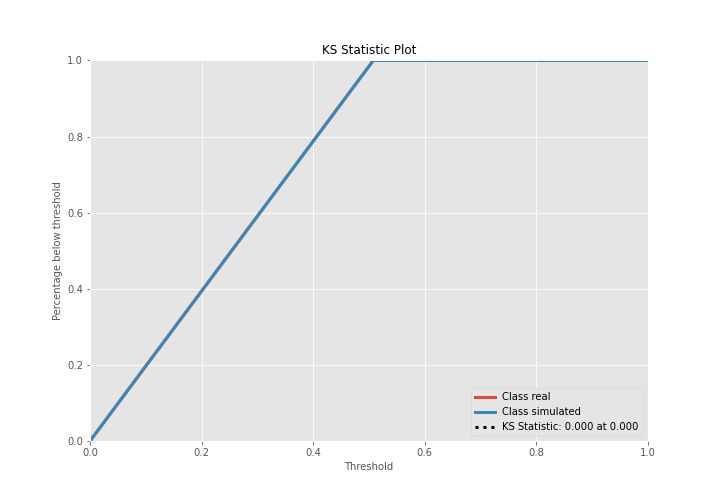 KS Statistic Plot
1.0
0.8
0.6
0.4
0.2
0.0
Percentage below threshold
0.0 0.2 0.4 0.6 0.8 1.0
Threshold
Class real
Class simulated
KS Statistic: 0.000 at 0.000